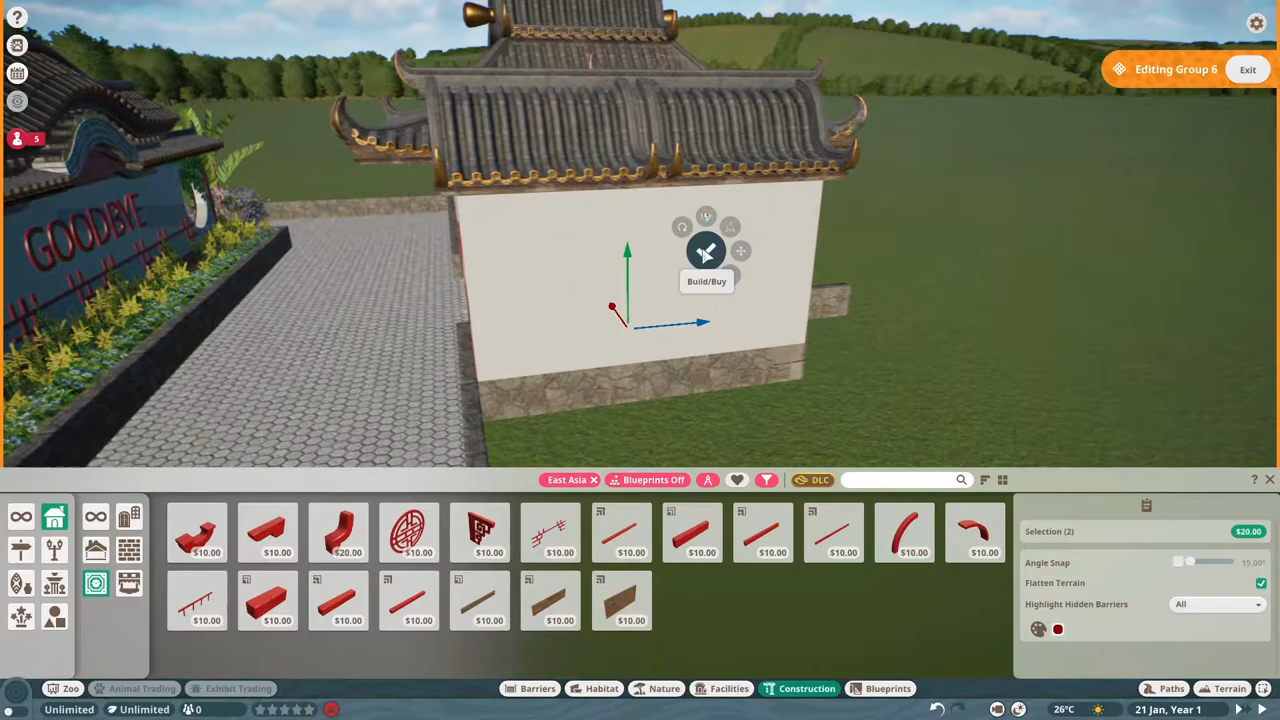 ?
Editing Group 6
Exit
5
GOODBYE
Build/Buy
East Asia
Blueprints Off
DLC
?
$10.00 $10.00 $20.00 $10.00 $10.00 $10.00 $10.00 $10.00 $10.00 $10.00 $10.00 $10.00
$10.00 $10.00 $10.00 $10.00 $10.00 $10.00 $10.00
Selection (2) $20.00
Angle Snap 15.00°
Flatten Terrain
Highlight Hidden Barriers All
Zoo Animal Trading Exhibit Trading Barriers Habitat Nature Facilities Construction Blueprints Paths Terrain
Unlimited Unlimited 0 26°C 21 Jan, Year 1